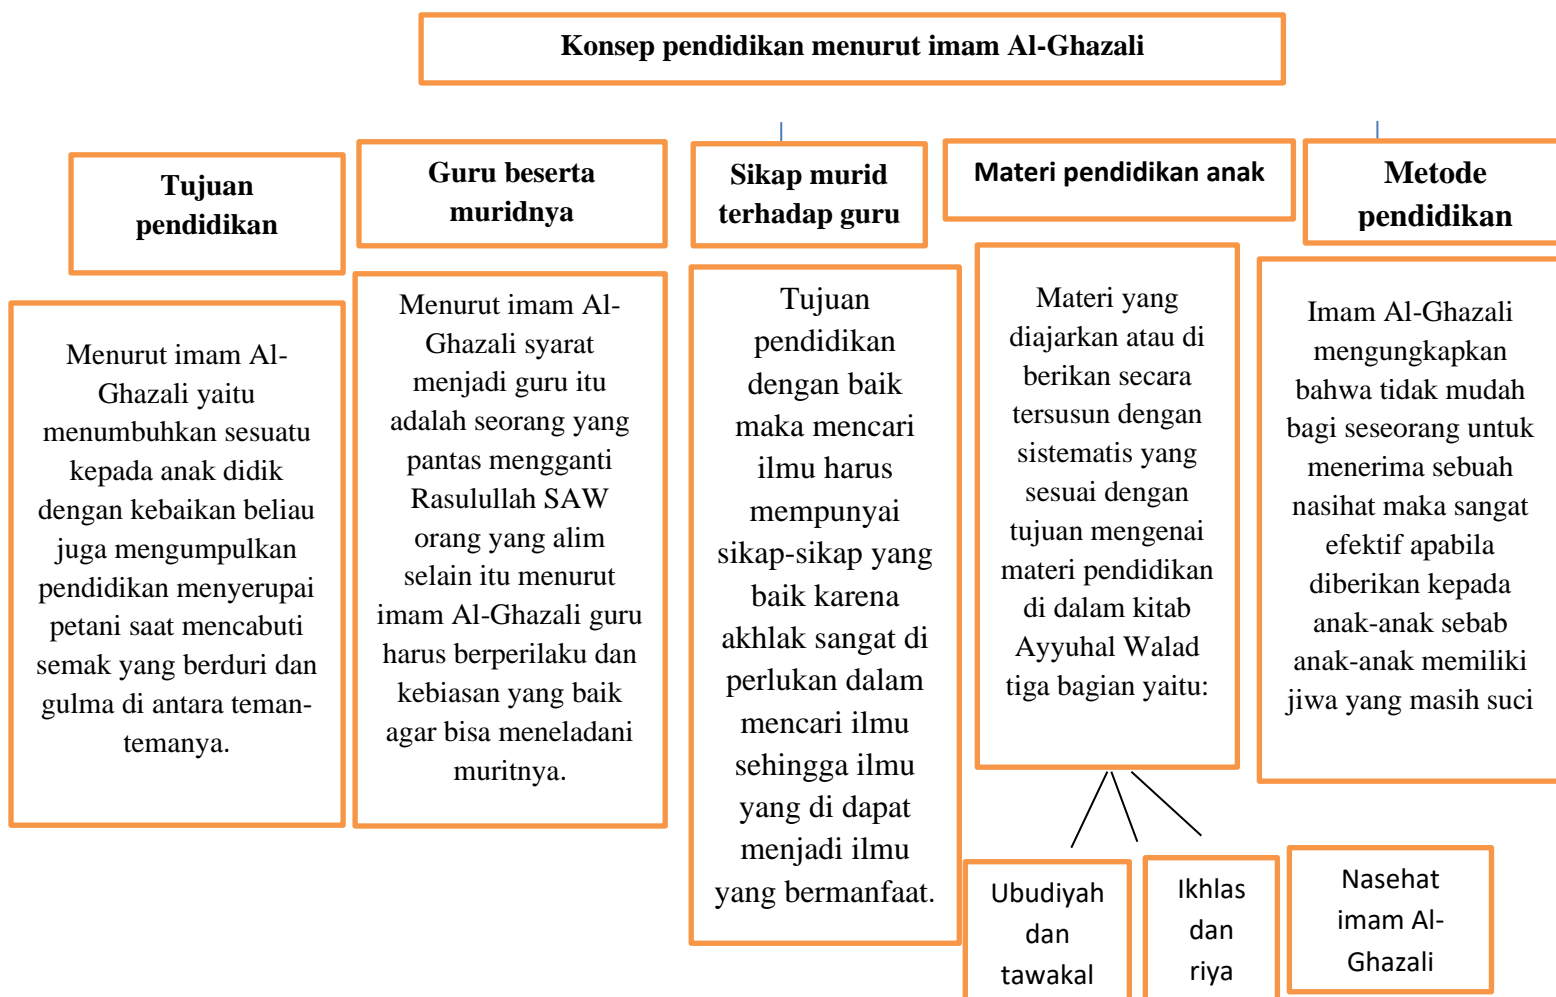 Konsep pendidikan menurut imam Al-Ghazali
Tujuan
pendidikan
Guru beserta
muridnya
Sikap murid
terhadap guru
Materi pendidikan anak
Metode
pendidikan
Menurut imam Al-
Ghazali yaitu
menumbuhkan sesuatu
kepada anak didik
dengan kebaikan beliau
juga mengumpulkan
pendidikan menyerupai
petani saat mencabuti
semak yang berduri dan
gulma di antara teman-
temanya.
Menurut imam Al-
Ghazali syarat
menjadi guru itu
adalah seorang yang
pantas mengganti
Rasulullah SAW
orang yang alim
selain itu menurut
imam Al-Ghazali guru
harus berperilaku dan
kebiasan yang baik
agar bisa meneladani
muritnya.
Tujuan
pendidikan
dengan baik
maka mencari
ilmu harus
mempunyai
sikap-sikap yang
baik karena
akhlak sangat di
perlukan dalam
mencari ilmu
sehingga ilmu
yang di dapat
menjadi ilmu
yang bermanfaat.
Materi yang
diajarkan atau di
berikan secara
tersusun dengan
sistematis yang
sesuai dengan
tujuan mengenai
materi pendidikan
di dalam kitab
Ayyuhal Walad
tiga bagian yaitu:
Imam Al-Ghazali
mengungkapkan
bahwa tidak mudah
bagi seseorang untuk
menerima sebuah
nasihat maka sangat
efektif apabila
diberikan kepada
anak-anak sebab
anak-anak memiliki
jiwa yang masih suci
Ubudiyah
dan
tawakal
Ikhlas
dan
riya
Nasehat
imam Al-
Ghazali